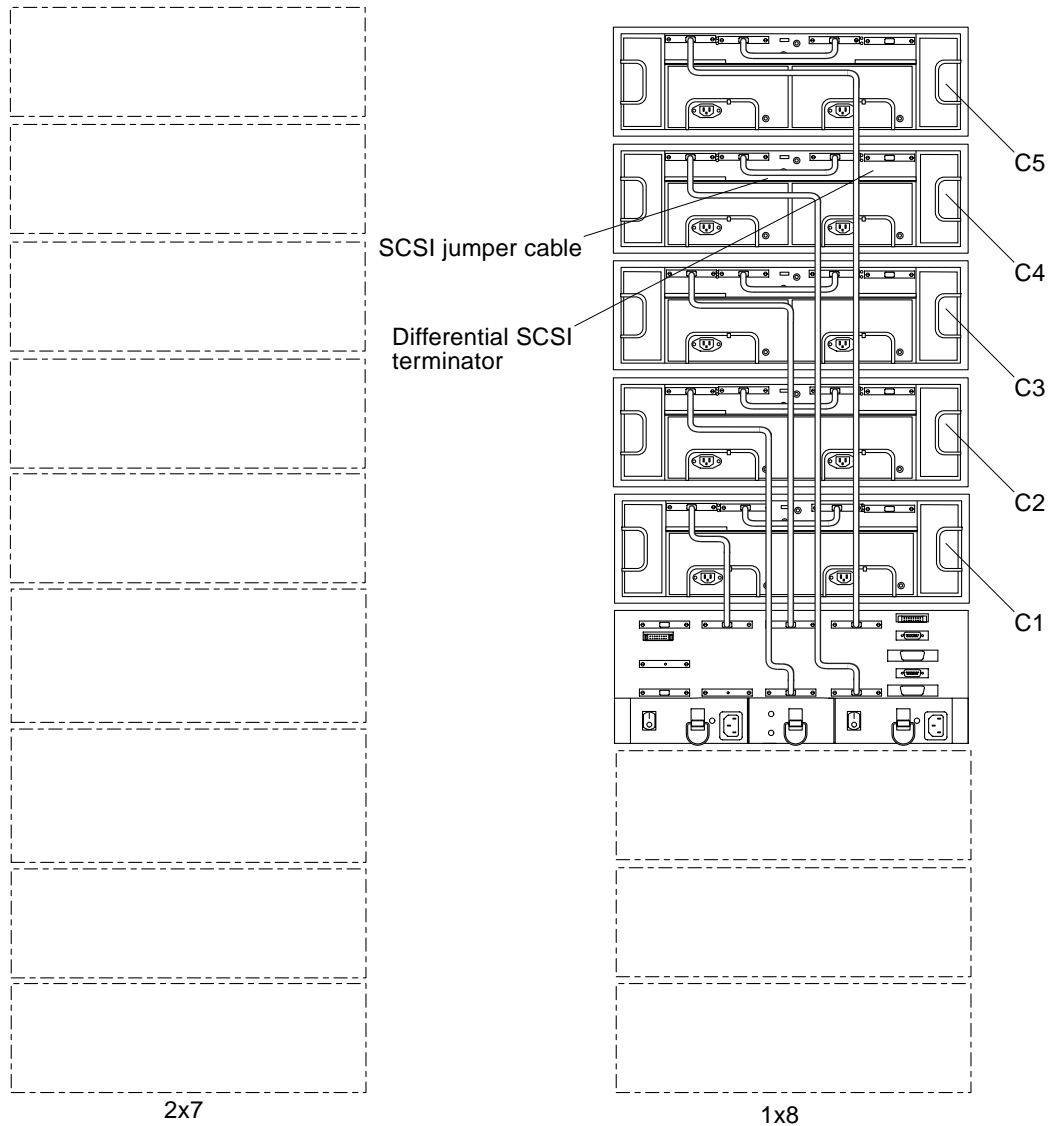 C5
SCSI jumper cable
C4
Differential SCSI
terminator
C3
C2
C1
2x7
1x8